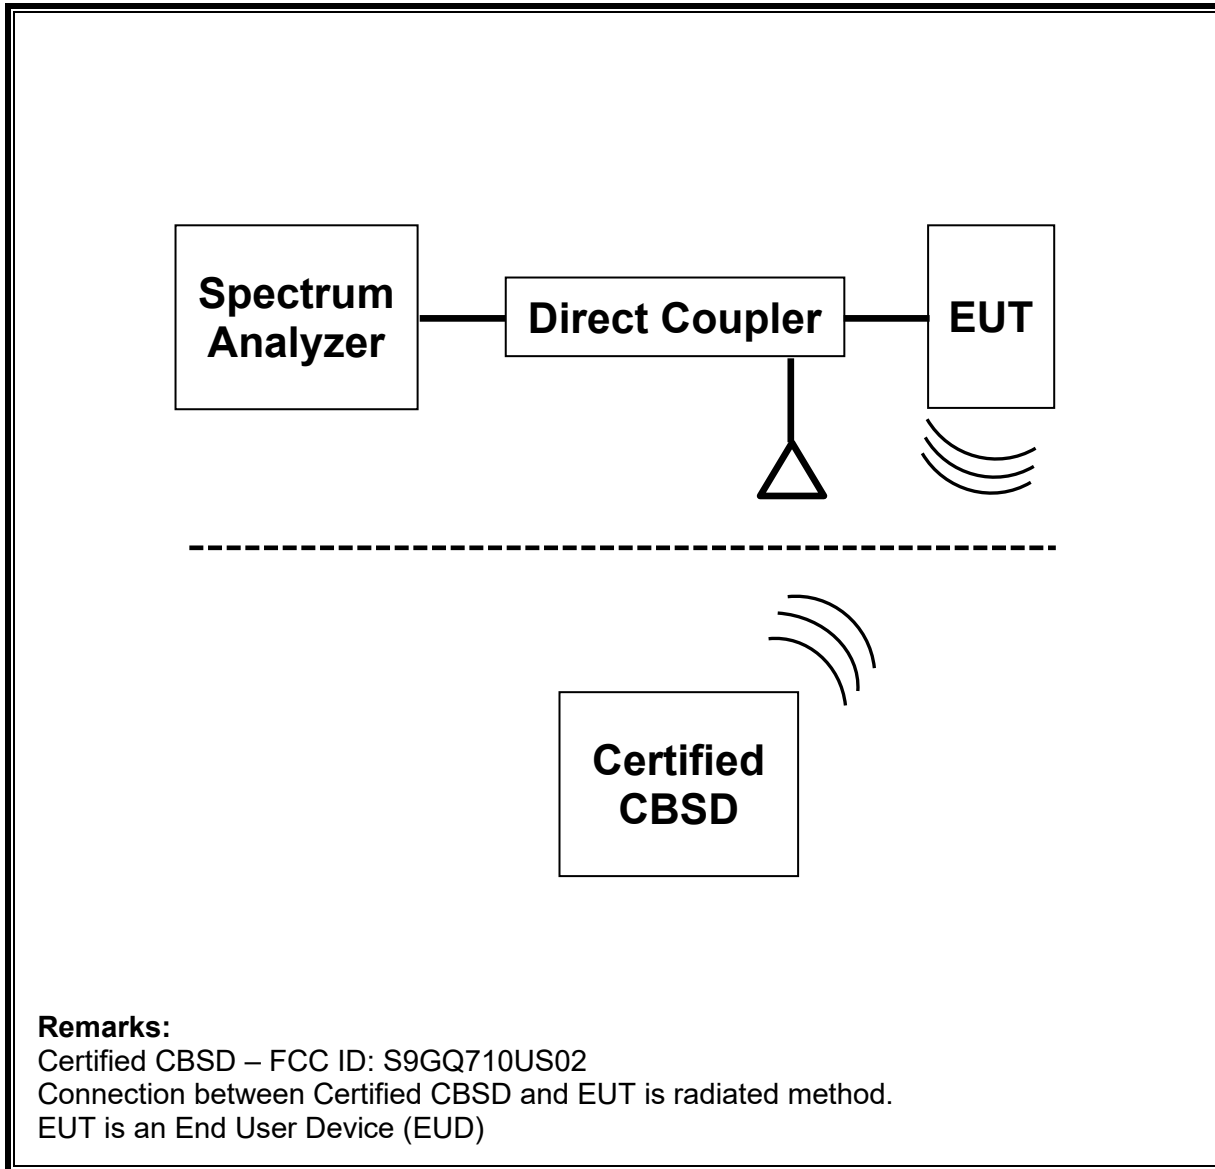 Spectrum
Analyzer
Direct Coupler
EUT
Certified
CBSD
Remarks:
Certified CBSD – FCC ID: S9GQ710US02
Connection between Certified CBSD and EUT is radiated method.
EUT is an End User Device (EUD)